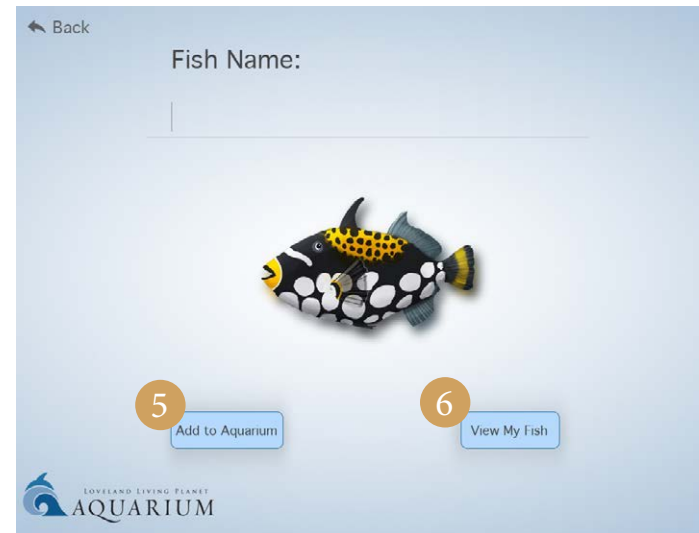 Back
Fish Name:
5
6
Add to Aquarium
View My Fish
LOVELAND LIVING PLANET
AQUARIUM